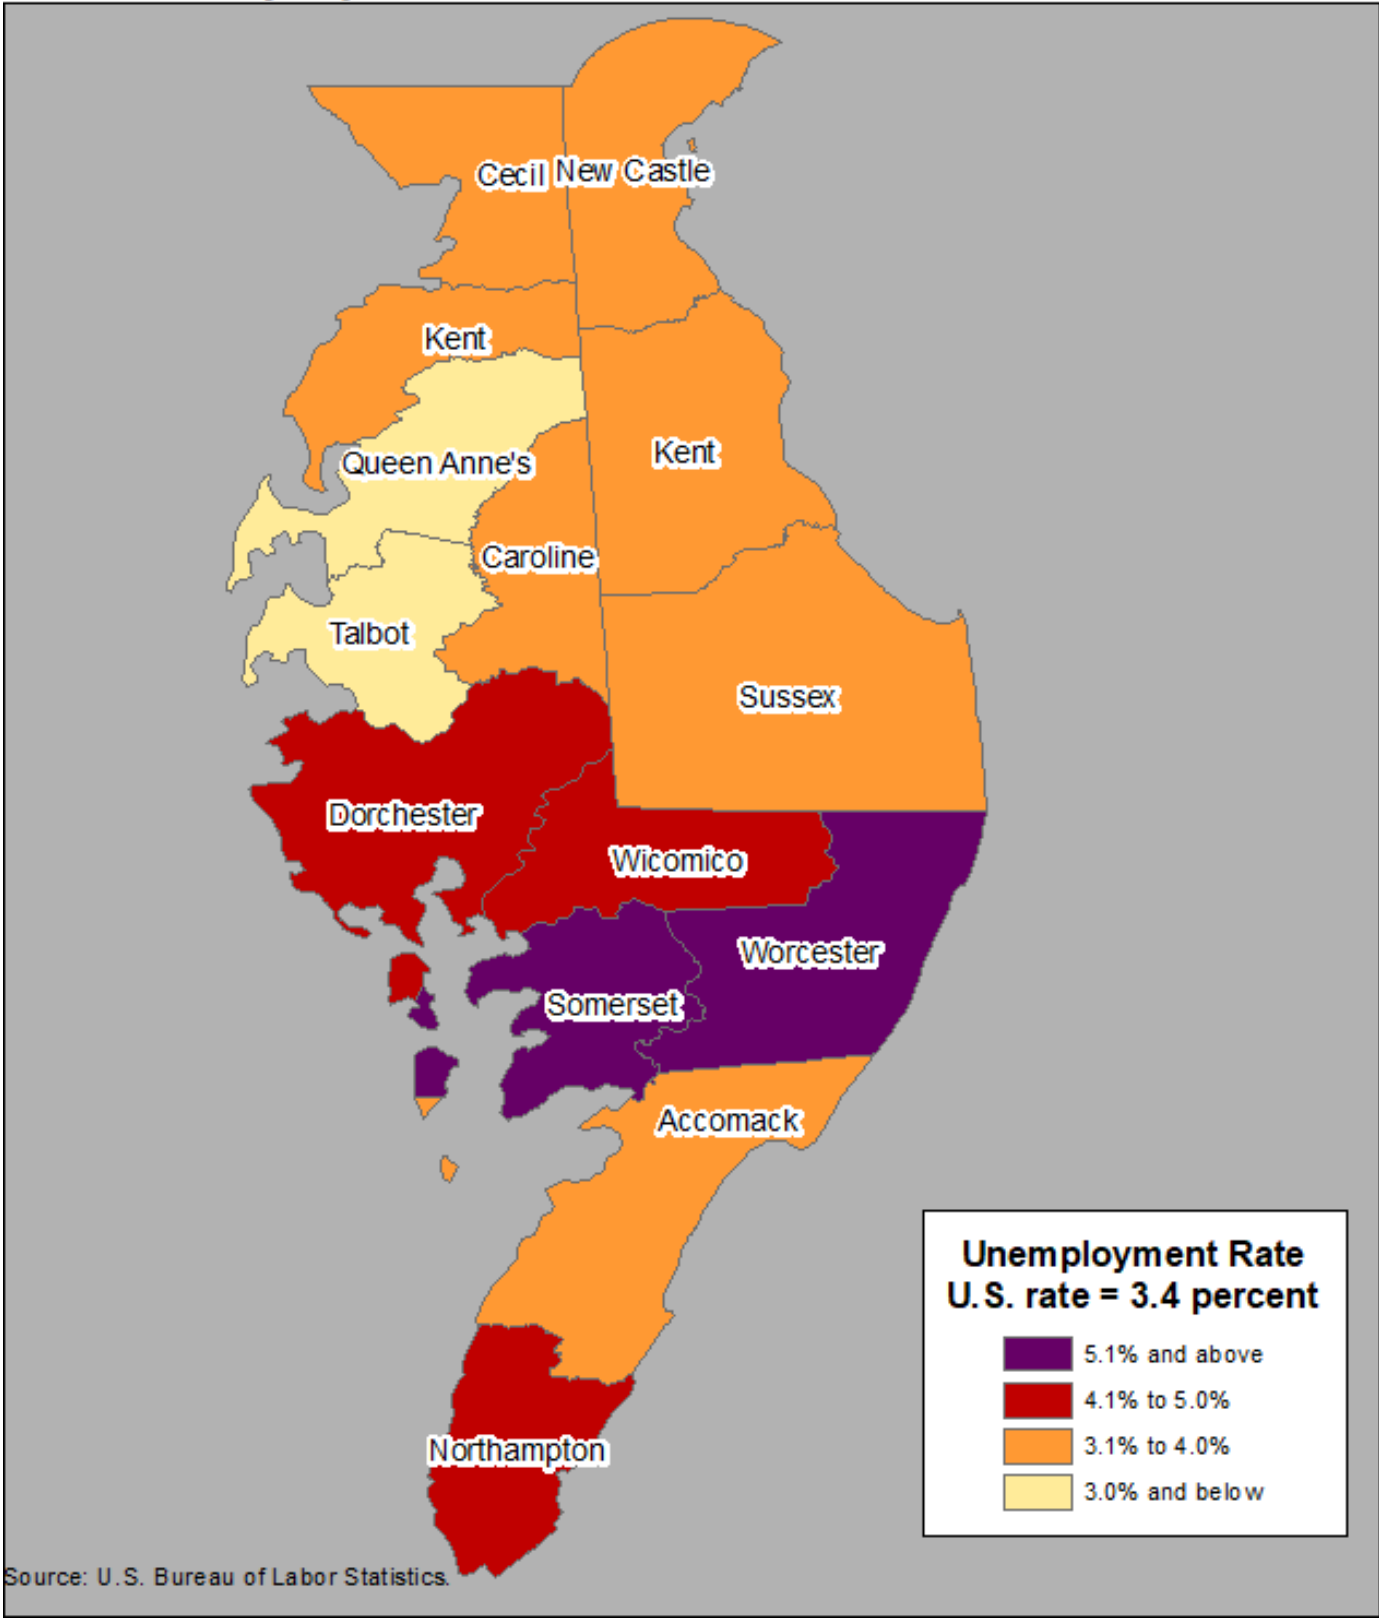 Cecil
New Castle
Kent
Kent
Queen Anne's
Caroline
Talbot
Sussex
Dorchester
Wicomico
Worcester
Somerset
Accomack
Northampton
Unemployment Rate
U.S. rate = 3.4 percent
5.1% and above
4.1% to 5.0%
3.1% to 4.0%
3.0% and below
Source: U.S. Bureau of Labor Statistics.